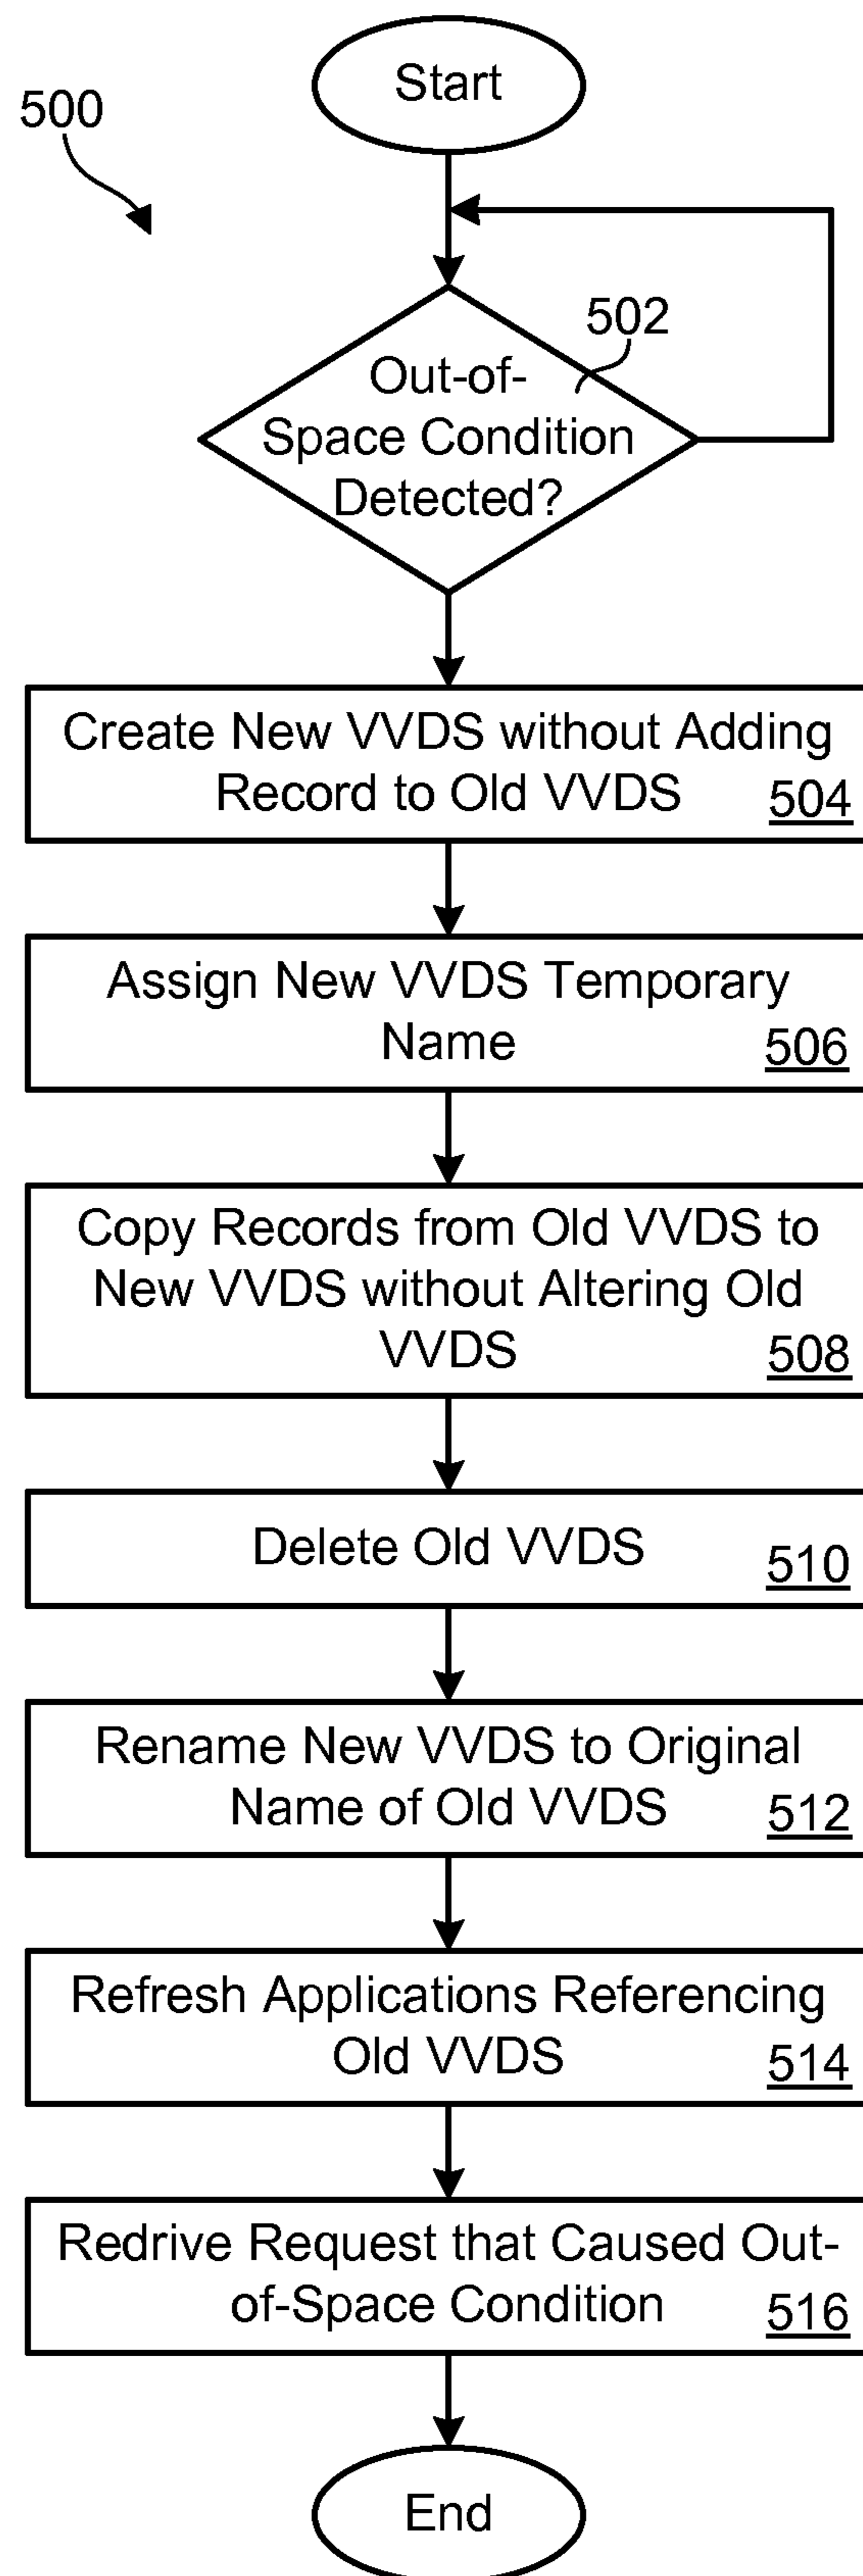 Start
500
502
Out-of-
Space Condition
Detected?
Create New VVDS without Adding
Record to Old VVDS 504
Assign New VVDS Temporary
Name 506
Copy Records from Old VVDS to
New VVDS without Altering Old
VVDS 508
Delete Old VVDS 510
Rename New VVDS to Original
Name of Old VVDS 512
Refresh Applications Referencing
Old VVDS 514
Redrive Request that Caused Out-
of-Space Condition 516
End